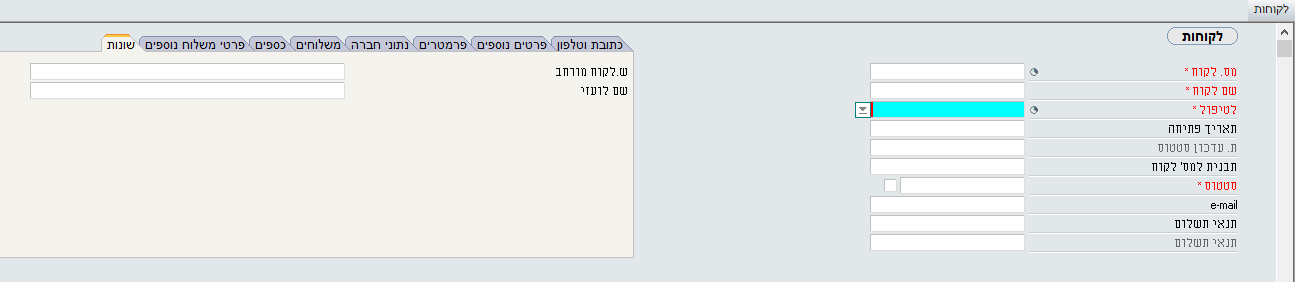 לקוחות
לקוחות
מס. לקוח *
שם לקוח *
לטיפול *
תאריך פתיחה
ת. עדכון סטטוס
תבנית למס' לקוח
סטטוס *
e-mail
תנאי תשלום
תנאי תשלום
כתובת וטלפון
פרטים נוספים
פרמטרים
נתוני חברה
משלוחים
כספים
פרטי משלוח נוספים
שונות
ש.לקוח מורחב
שם לועזי